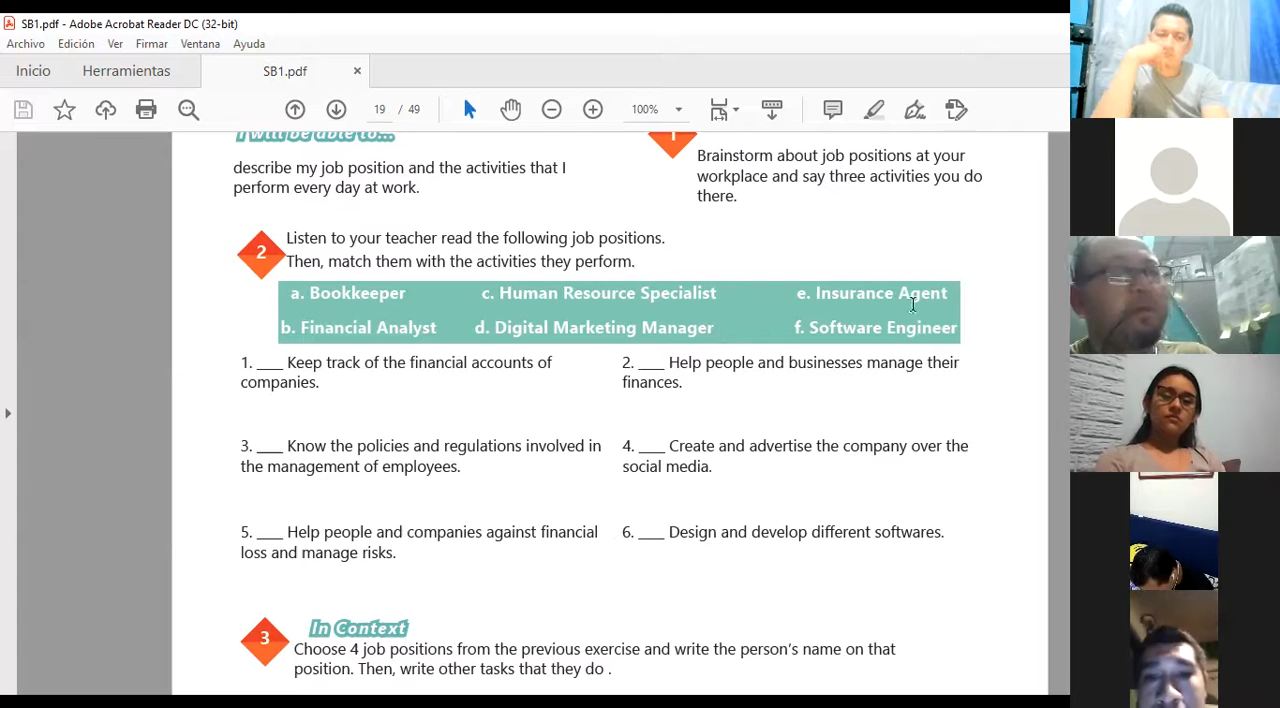 SB1.pdf - Adobe Acrobat Reader DC (32-bit)
Archivo Edición Ver Firmar Ventana Ayuda
Inicio Herramientas SB1.pdf ×
19 / 49 100%
I will be able to...
describe my job position and the activities that I
perform every day at work.
1
Brainstorm about job positions at your
workplace and say three activities you do
there.
2
Listen to your teacher read the following job positions.
Then, match them with the activities they perform.
a. Bookkeeper c. Human Resource Specialist e. Insurance Agent
b. Financial Analyst d. Digital Marketing Manager f. Software Engineer
1. ___ Keep track of the financial accounts of
companies.
2. ___ Help people and businesses manage their
finances.
3. ___ Know the policies and regulations involved in
the management of employees.
4. ___ Create and advertise the company over the
social media.
5. ___ Help people and companies against financial
loss and manage risks.
6. ___ Design and develop different softwares.
3
In Context
Choose 4 job positions from the previous exercise and write the person's name on that
position. Then, write other tasks that they do .